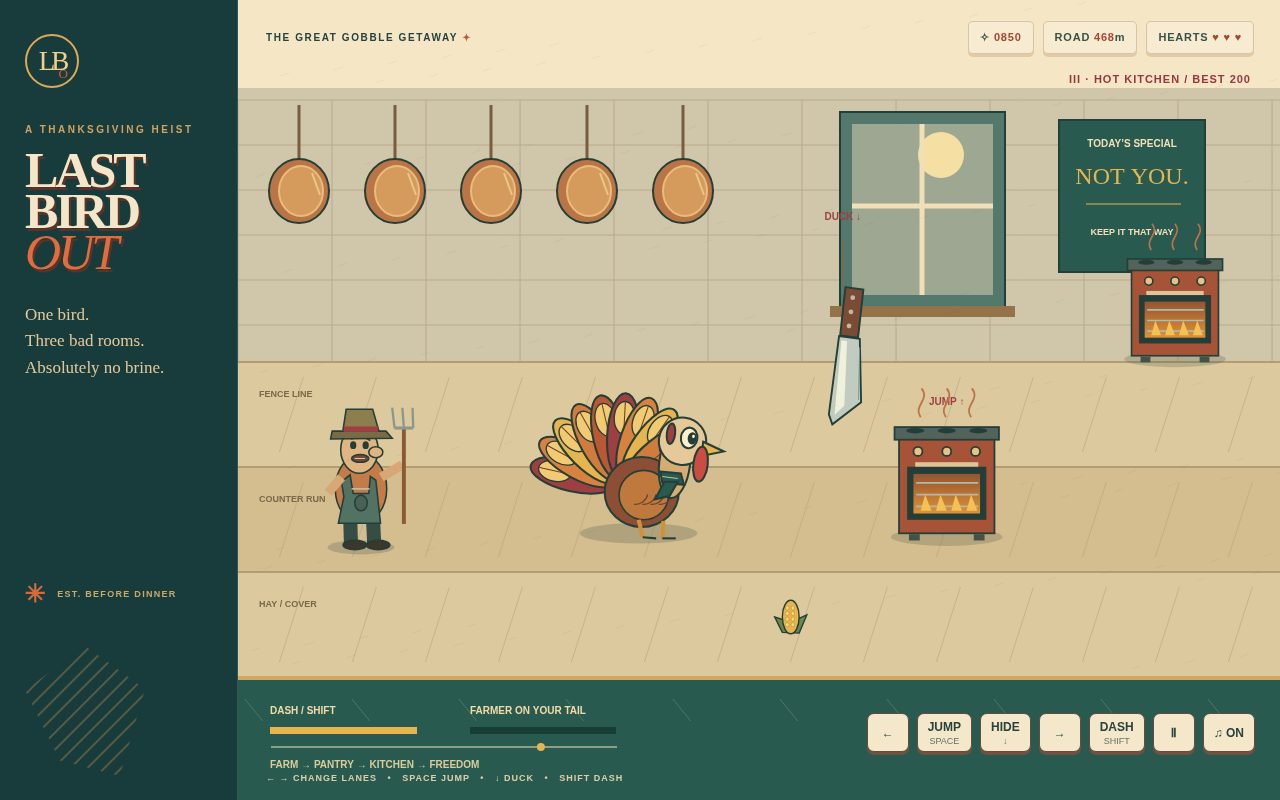 LBO
A THANKSGIVING HEIST
LAST
BIRD
OUT
One bird.
Three bad rooms.
Absolutely no brine.
EST. BEFORE DINNER
THE GREAT GOBBLE GETAWAY ✦
✧ 0850
ROAD 468m
HEARTS ♥ ♥ ♥
III · HOT KITCHEN / BEST 200
TODAY'S SPECIAL
NOT YOU.
KEEP IT THAT WAY
DUCK ↓
JUMP ↑
FENCE LINE
COUNTER RUN
HAY / COVER
DASH / SHIFT
FARMER ON YOUR TAIL
FARM → PANTRY → KITCHEN → FREEDOM
← → CHANGE LANES • SPACE JUMP • ↓ DUCK • SHIFT DASH
←
JUMP
SPACE
HIDE
↓
→
DASH
SHIFT
Ⅱ
♫ ON